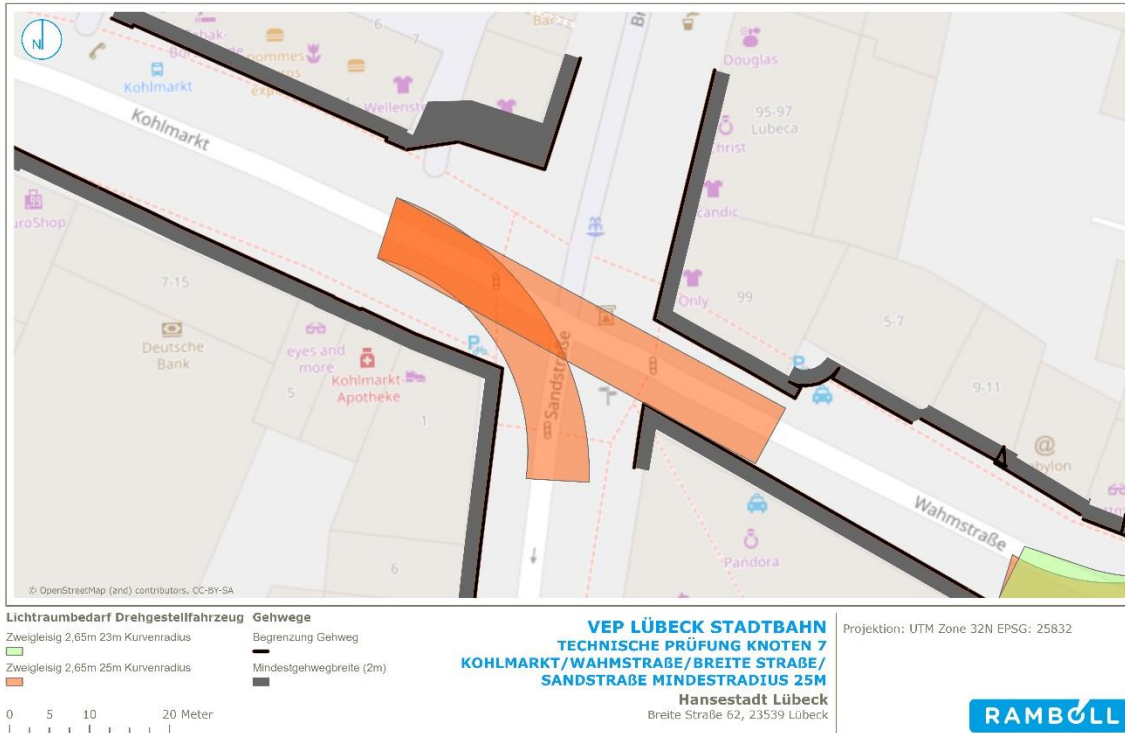 N
Kohlmarkt
Kohlmarkt
Wellenste
6
7
Douglas
95-97
Lübeca
Christ
Only
99
5-7
9-11
7-15
Deutsche
Bank
eyes and
more
Kohlmarkt-
Apotheke
5
1
6
P
P
Sandstraße
Wahmstraße
Pandora
© OpenStreetMap (and) contributors, CC-BY-SA
Lichtraumbedarf Drehgestellfahrzeug
Zweigleisig 2,65m 23m Kurvenradius
Zweigleisig 2,65m 25m Kurvenradius
0 5 10 20 Meter
Gehwege
Begrenzung Gehweg
Mindestgehwegbreite (2m)
VEP LÜBECK STADTBAHN
TECHNISCHE PRÜFUNG KNOTEN 7
KOHLMARKT/WAHMSTRAßE/BREITE STRAßE/
SANDSTRAßE MINDESTRADIUS 25M
Hansestadt Lübeck
Breite Straße 62, 23539 Lübeck
Projektion: UTM Zone 32N EPSG: 25832
RAMBOLL